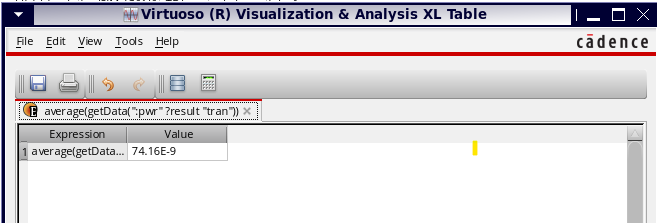 Virtuoso (R) Visualization & Analysis XL Table
File Edit View Tools Help
cādence
average(getData(":pwr" ?result "tran"))
Expression Value
1 average(getData... 74.16E-9